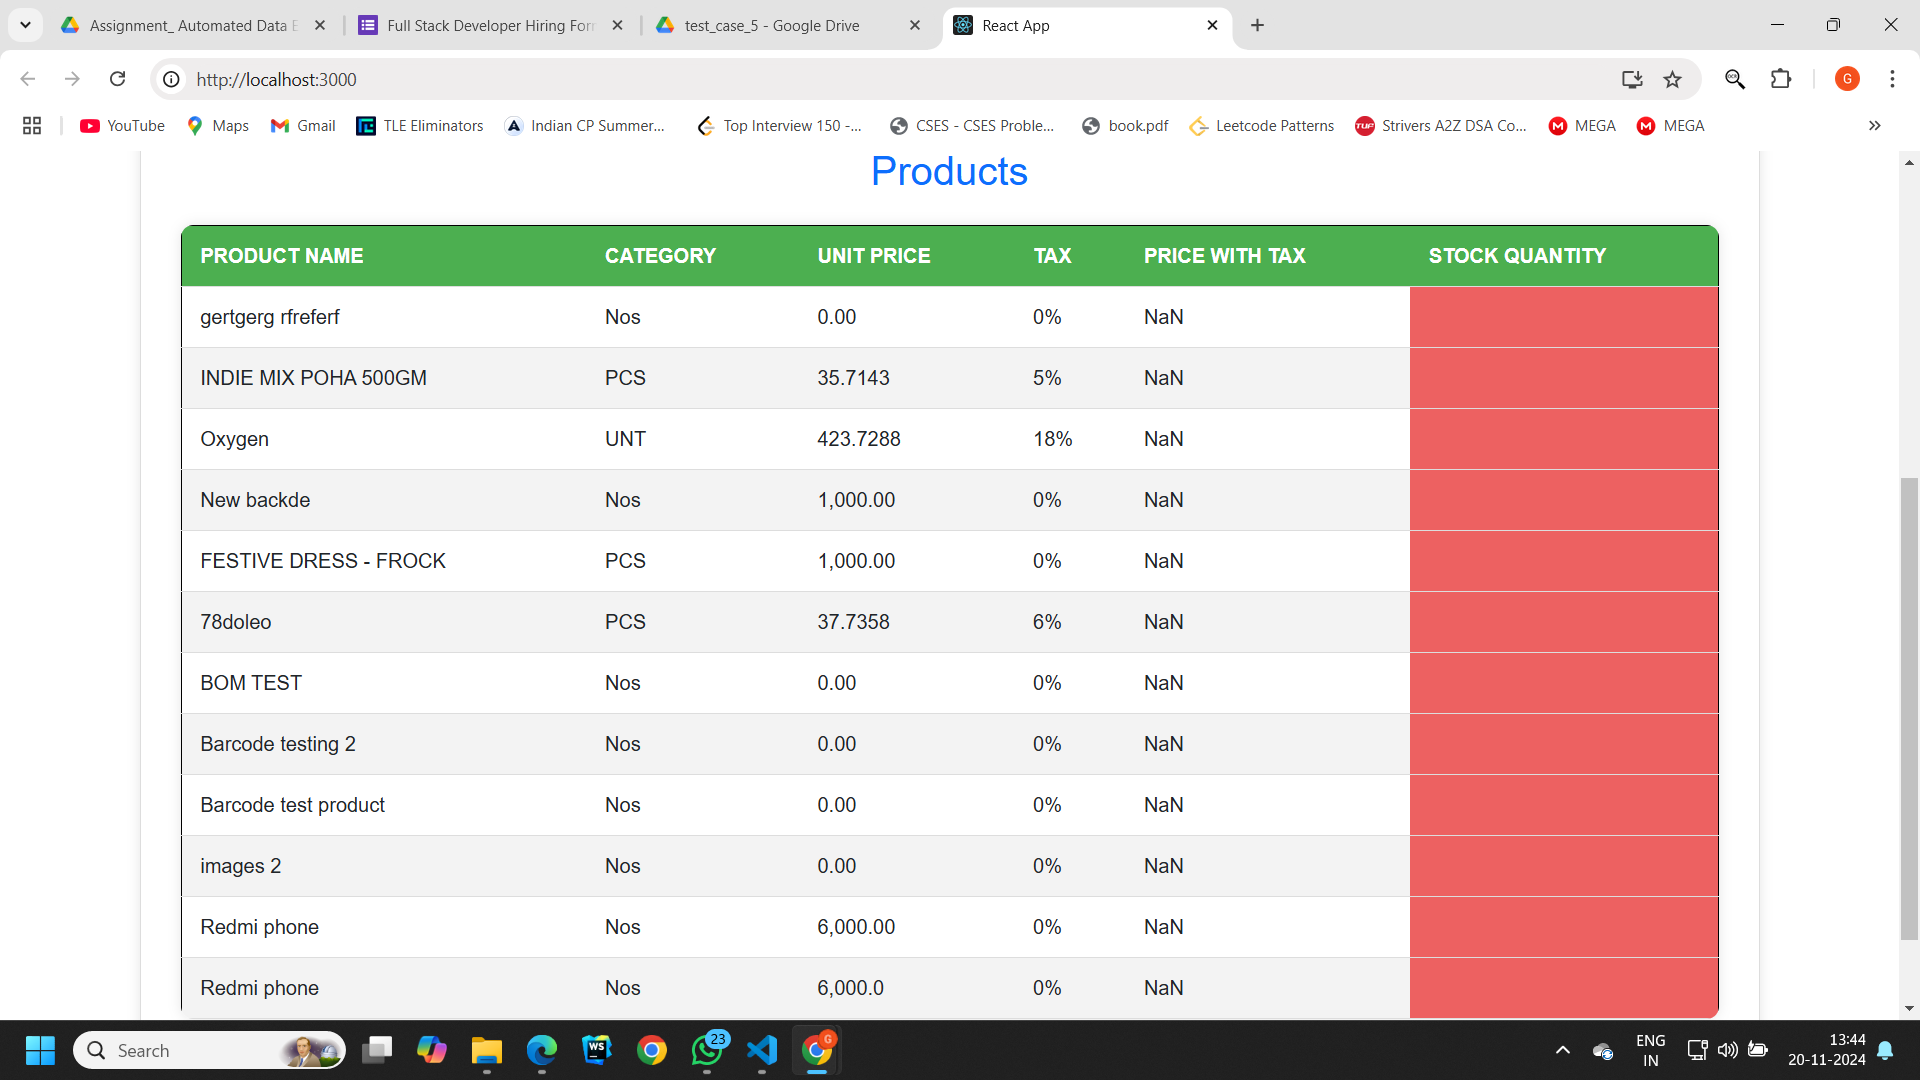 Assignment_ Automated Data E
Full Stack Developer Hiring Forr
test_case_5 - Google Drive
React App
http://localhost:3000
G
YouTube
Maps
Gmail
TLE Eliminators
Indian CP Summer...
Top Interview 150 -...
CSES - CSES Proble...
book.pdf
Leetcode Patterns
TUF
Strivers A2Z DSA Co...
M MEGA
M MEGA
Products
PRODUCT NAME CATEGORY UNIT PRICE TAX PRICE WITH TAX STOCK QUANTITY
gertgerg rfreferf Nos 0.00 0% NaN
INDIE MIX POHA 500GM PCS 35.7143 5% NaN
Oxygen UNT 423.7288 18% NaN
New backde Nos 1,000.00 0% NaN
FESTIVE DRESS - FROCK PCS 1,000.00 0% NaN
78doleo PCS 37.7358 6% NaN
BOM TEST Nos 0.00 0% NaN
Barcode testing 2 Nos 0.00 0% NaN
Barcode test product Nos 0.00 0% NaN
images 2 Nos 0.00 0% NaN
Redmi phone Nos 6,000.00 0% NaN
Redmi phone Nos 6,000.0 0% NaN
Search
WS
23
G
ENG
IN
13:44
20-11-2024